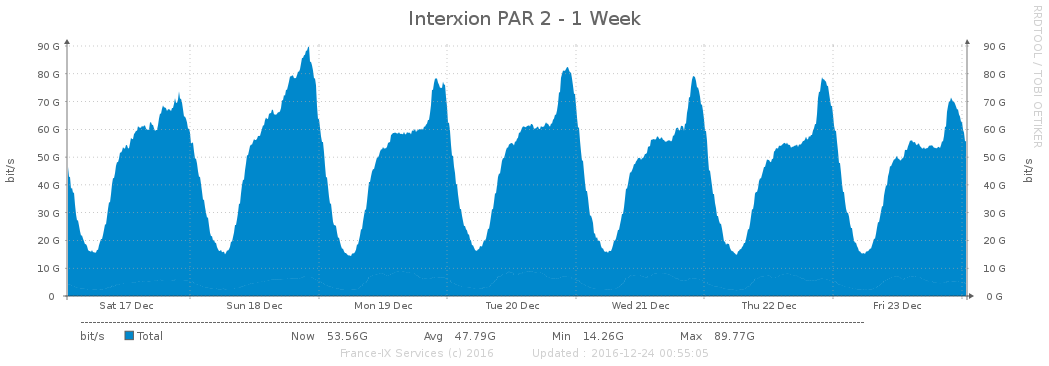 Interxion PAR 2 - 1 Week
RRDTOOL / TOBI OETIKER
bit/s
90 G 90 G
80 G 80 G
70 G 70 G
60 G 60 G
50 G 50 G
40 G 40 G
30 G 30 G
20 G 20 G
10 G 10 G
0 0 G
bit/s
Sat 17 Dec Sun 18 Dec Mon 19 Dec Tue 20 Dec Wed 21 Dec Thu 22 Dec Fri 23 Dec
bit/s Total Now 53.56G Avg 47.79G Min 14.26G Max 89.77G
France-IX Services (c) 2016 Updated : 2016-12-24 00:55:05